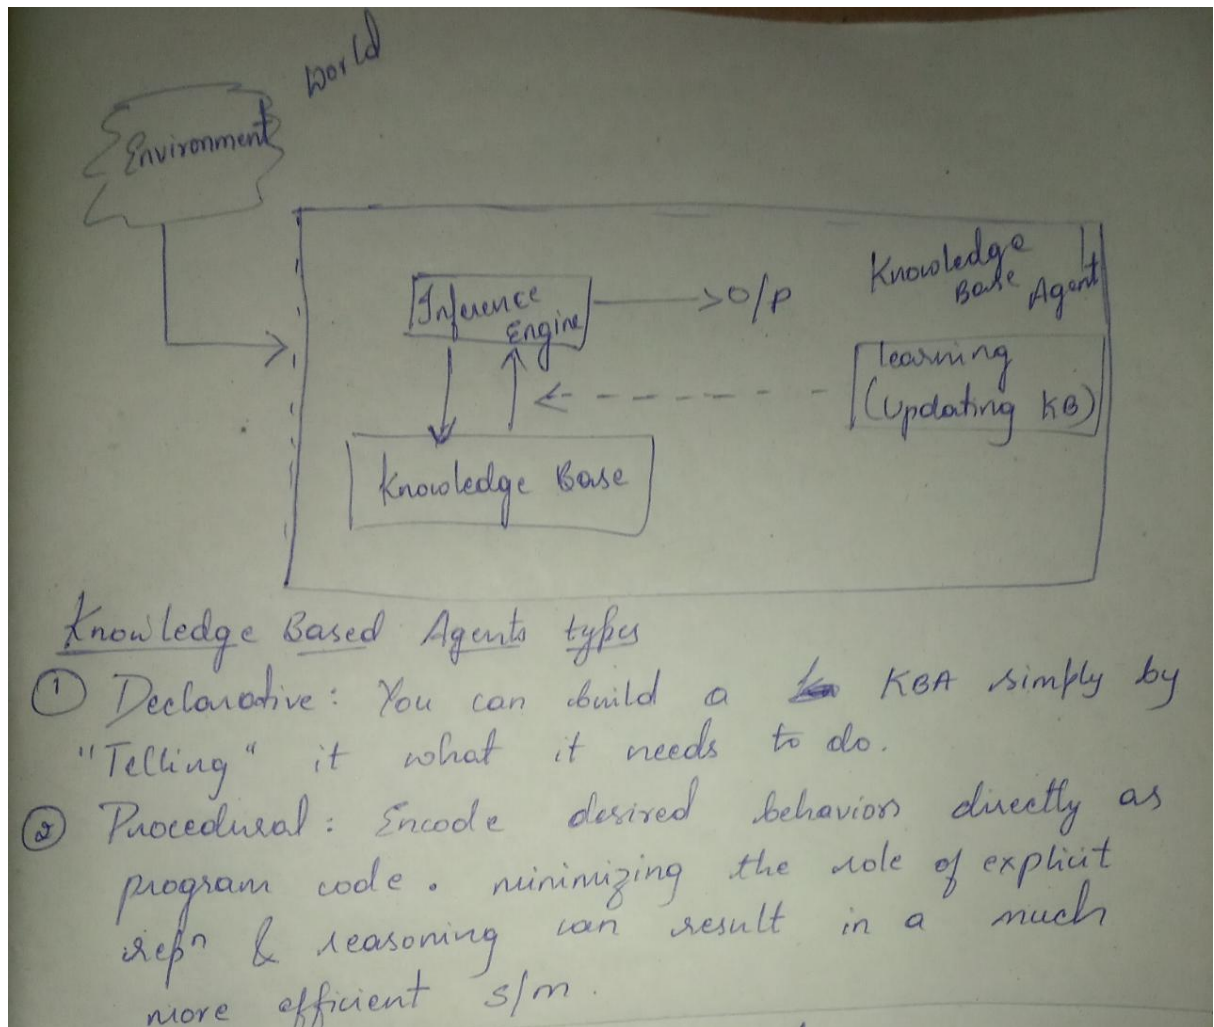 World
Environment
Knowledge
Base Agent
Inference
Engine
O/P
learning
(Updating KB)
Knowledge Base
Knowledge Based Agents types
① Declarative: You can build a KBA simply by
"Telling" it what it needs to do.
② Procedural: Encode desired behaviors directly as
program code. minimizing the role of explicit
repn & reasoning can result in a much
more efficient s/m.